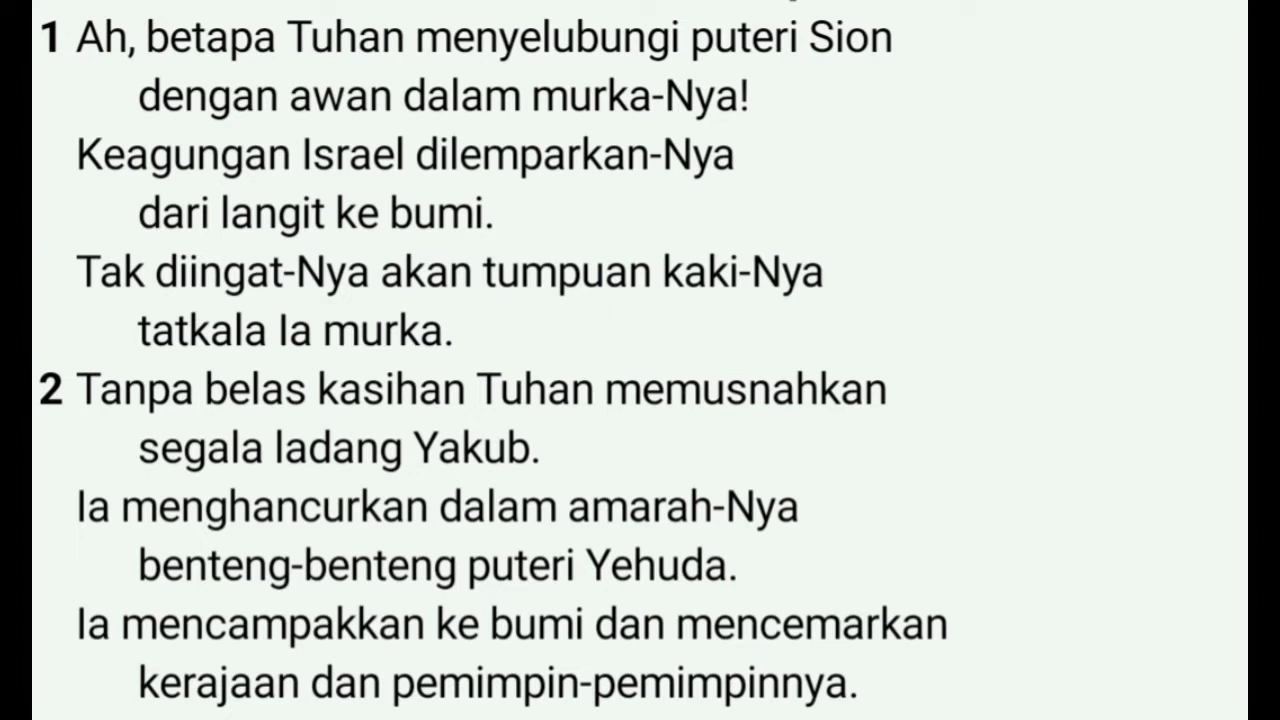 1 Ah, betapa Tuhan menyelubungi puteri Sion
dengan awan dalam murka-Nya!
Keagungan Israel dilemparkan-Nya
dari langit ke bumi.
Tak diingat-Nya akan tumpuan kaki-Nya
tatkala Ia murka.
2 Tanpa belas kasihan Tuhan memusnahkan
segala ladang Yakub.
Ia menghancurkan dalam amarah-Nya
benteng-benteng puteri Yehuda.
Ia mencampakkan ke bumi dan mencemarkan
kerajaan dan pemimpin-pemimpinnya.